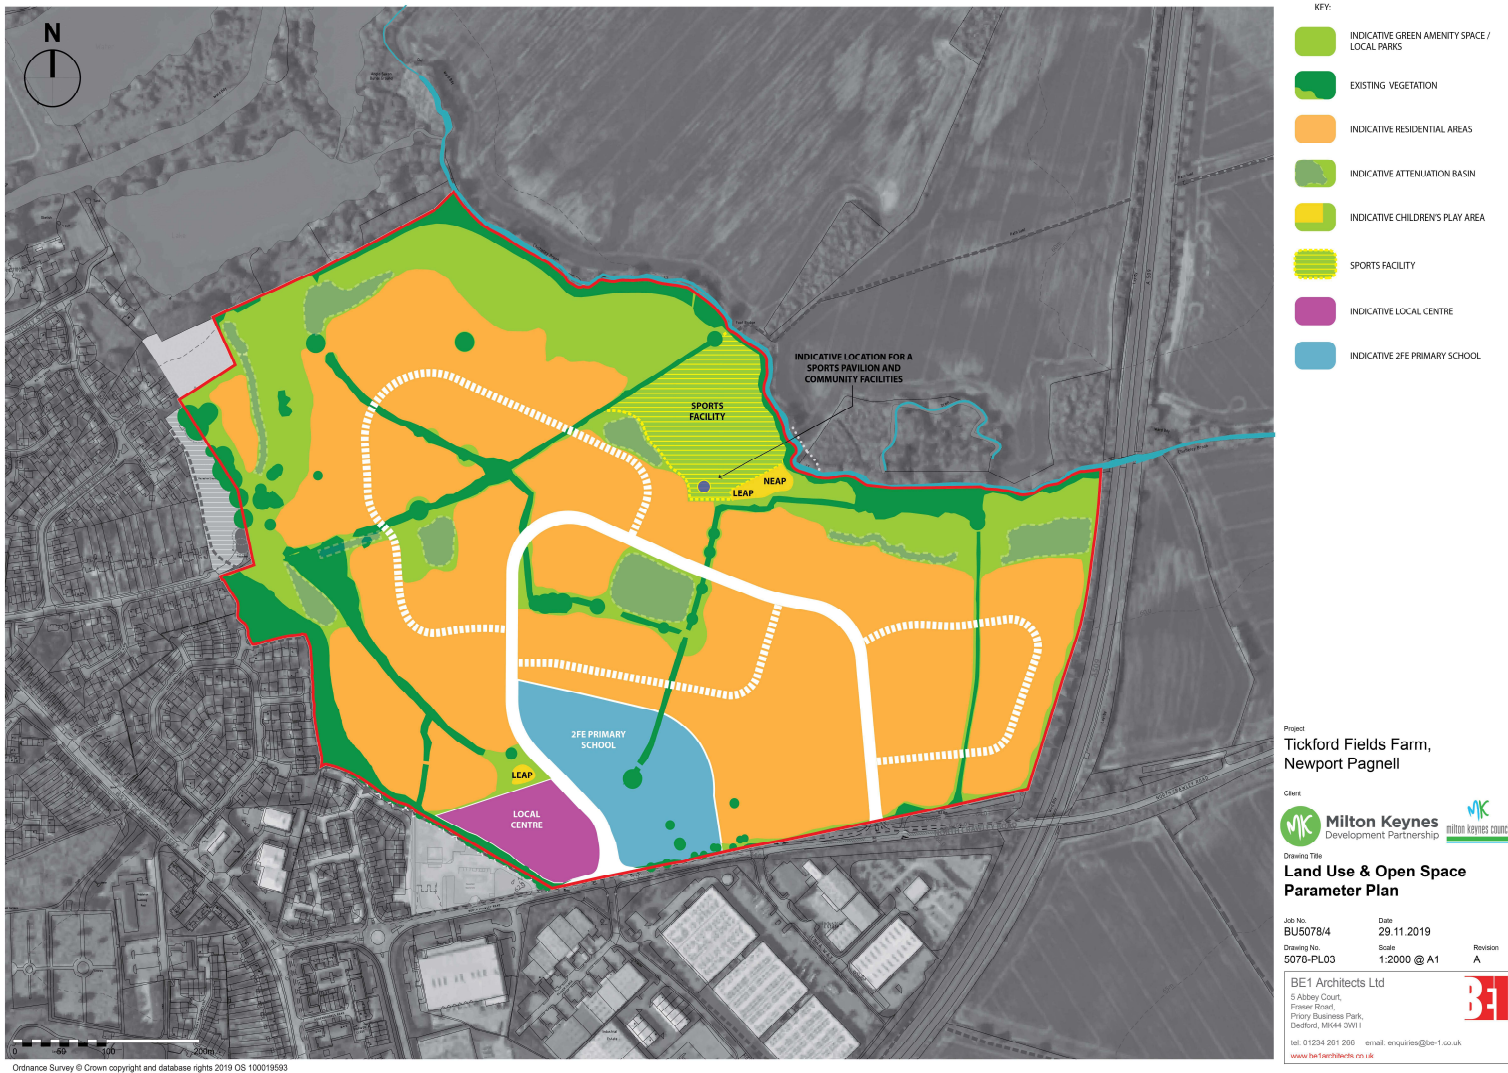 N
KEY:
INDICATIVE GREEN AMENITY SPACE /
LOCAL PARKS
EXISTING VEGETATION
INDICATIVE RESIDENTIAL AREAS
INDICATIVE ATTENUATION BASIN
INDICATIVE CHILDREN'S PLAY AREA
SPORTS FACILITY
INDICATIVE LOCAL CENTRE
INDICATIVE 2FE PRIMARY SCHOOL
INDICATIVE LOCATION FOR A
SPORTS PAVILION AND
COMMUNITY FACILITIES
SPORTS
FACILITY
NEAP
LEAP
2FE PRIMARY
SCHOOL
LEAP
LOCAL
CENTRE
Project
Tickford Fields Farm,
Newport Pagnell
Client
MK
Milton Keynes
Development Partnership
MK
milton keynes counc
Drawing Title
Land Use & Open Space
Parameter Plan
Job No.
Date
BU5078/4
29.11.2019
Drawing No.
Scale
Revision
5078-PL03
1:2000 @ A1
A
BE1 Architects Ltd
5 Abbey Court,
Fraser Road,
Priory Business Park,
Bedford, MK44
BE1
tel: 01234 261 266 email: enquiries@be-1.co.uk
www.be1architects.co.uk
0 50 100 200m
Ordnance Survey © Crown copyright and database rights 2019 OS 100019593